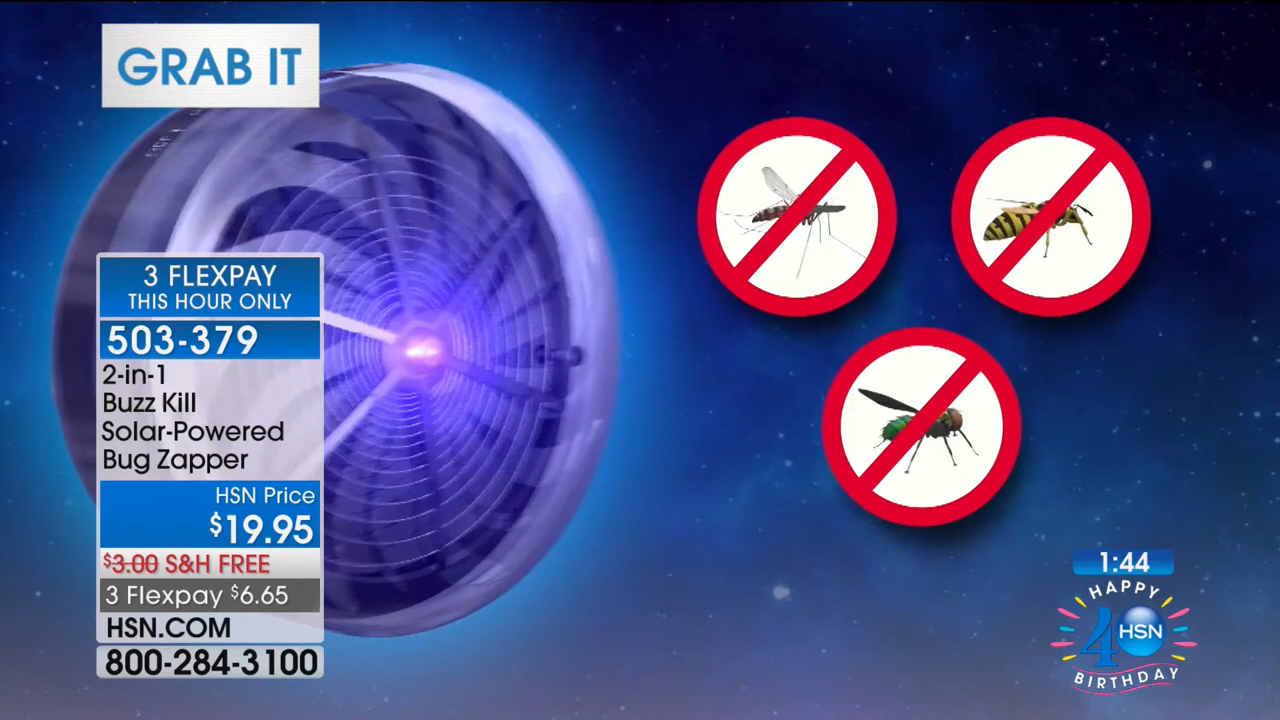 GRAB IT
3 FLEXPAY
THIS HOUR ONLY
503-379
2-in-1
Buzz Kill
Solar-Powered
Bug Zapper
HSN Price
$19.95
$3.00 S&H FREE
3 Flexpay $6.65
HSN.COM
800-284-3100
1:44
HAPPY
40
HSN
BIRTHDAY